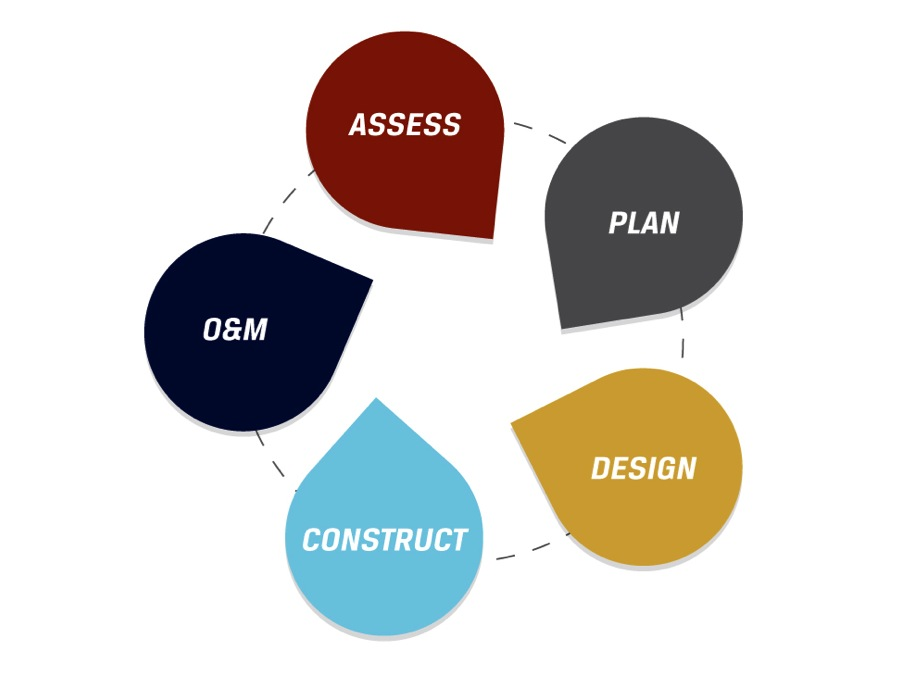 ASSESS
PLAN
DESIGN
CONSTRUCT
O&M